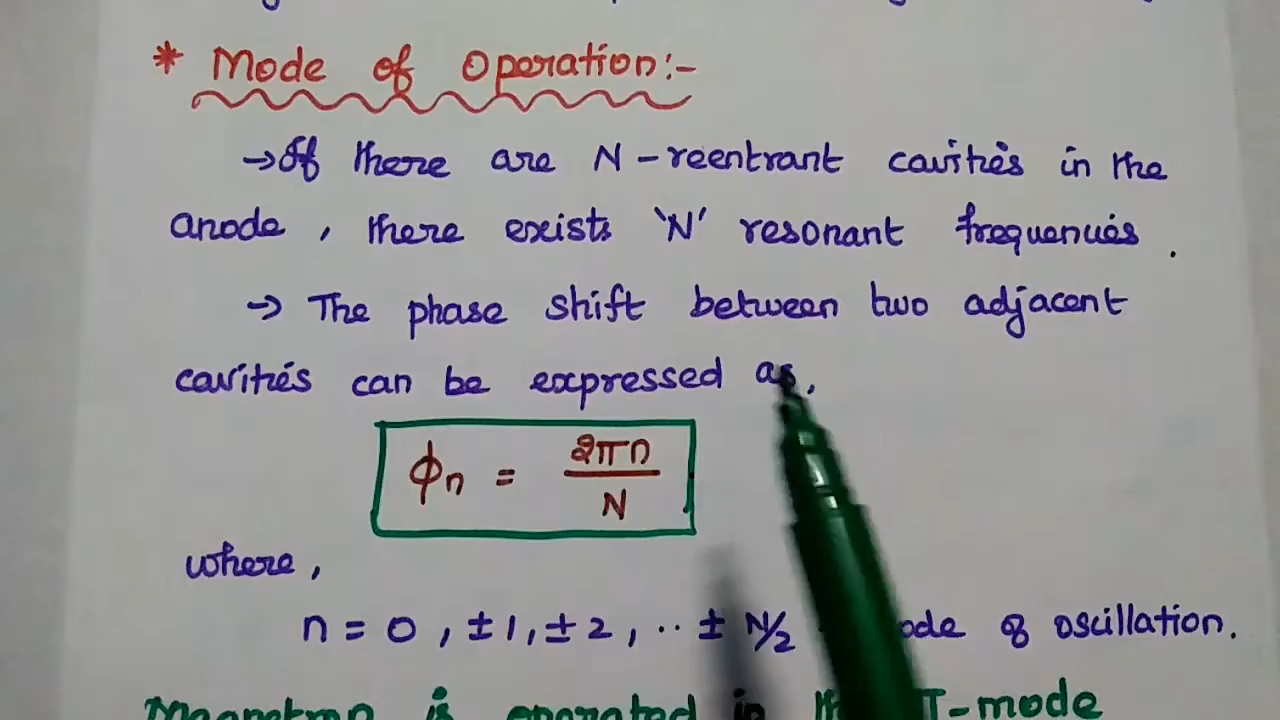 * Mode of Operation:-
→ If there are N-reentrant cavities in the
anode, there exists 'N' resonant frequencies.
→ The phase shift between two adjacent
cavities can be expressed as,
ϕn = 2πn
N
where,
n = 0, ±1, ±2, .. ± N/2 ode of oscillation.
Magnetron is operated in -mode